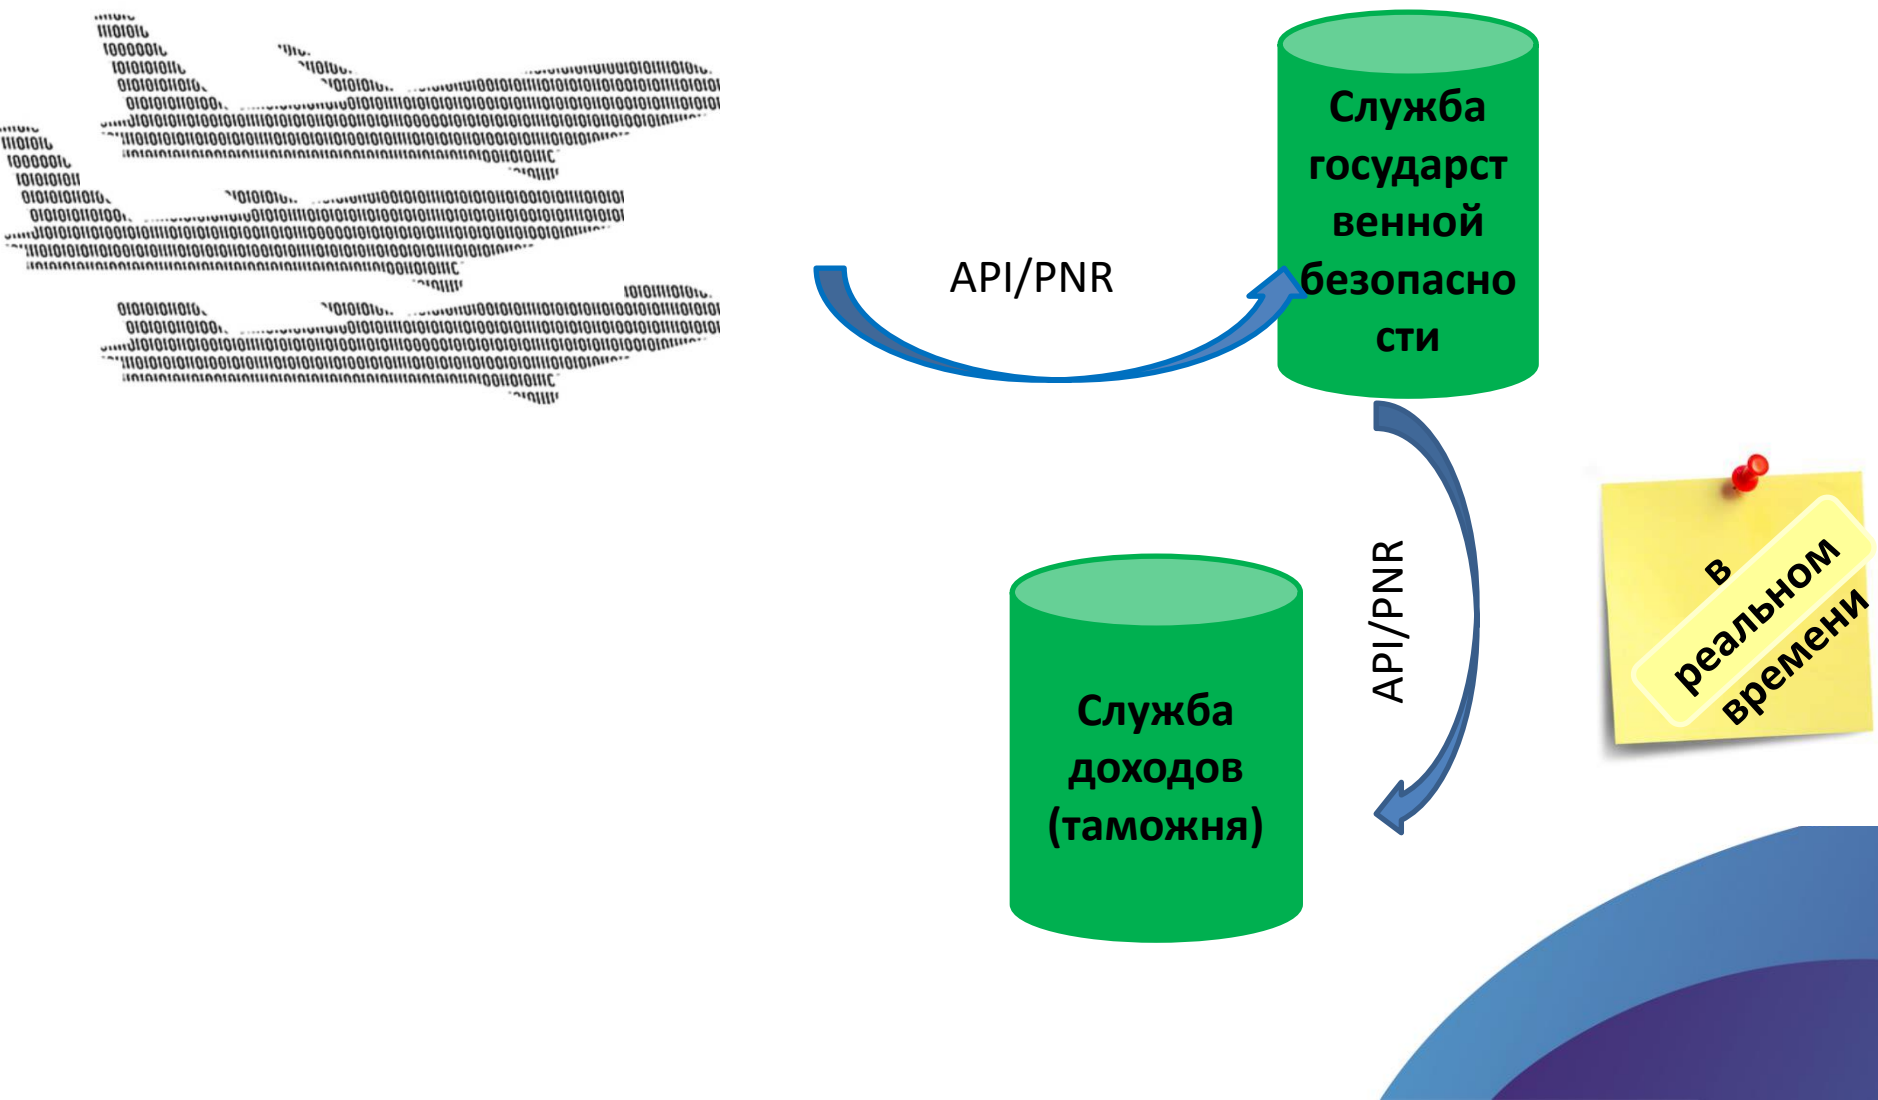 API/PNR
Служба
государст
венной
безопасно
сти
API/PNR
Служба
доходов
(таможня)
в
реальном
времени